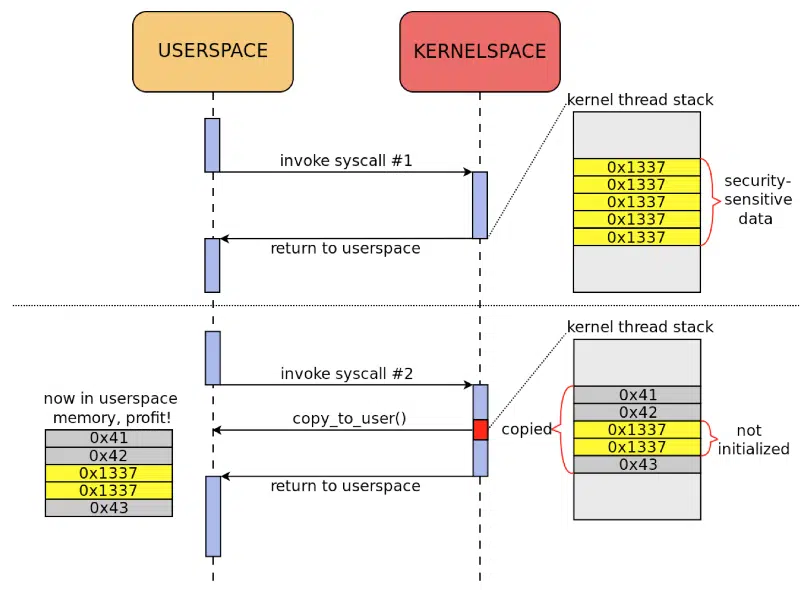 USERSPACE
KERNELSPACE
kernel thread stack
invoke syscall #1
0x1337
0x1337
0x1337
0x1337
0x1337
security-
sensitive
data
return to userspace
kernel thread stack
invoke syscall #2
now in userspace
memory, profit!
0x41
0x42
0x1337
0x1337
0x43
copy_to_user()
copied
0x41
0x42
0x1337
0x1337
0x43
not
initialized
return to userspace